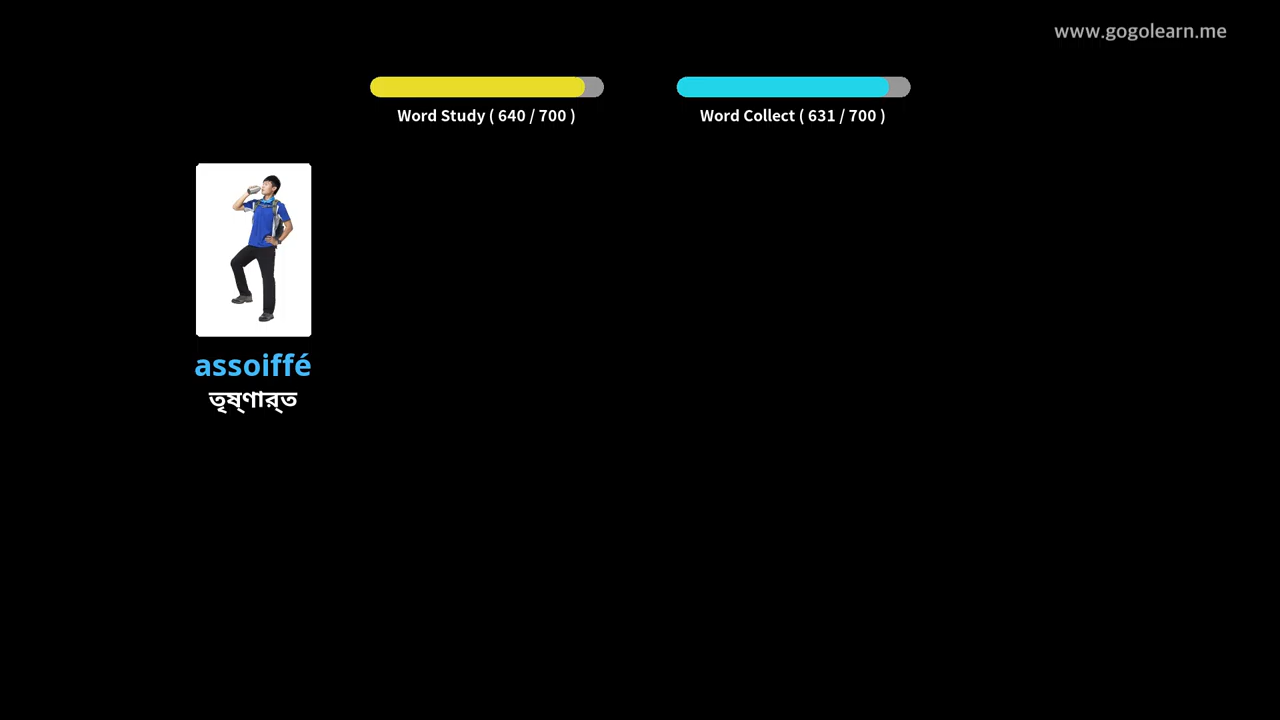 www.gogolearn.me
Word Study ( 640 / 700 )
Word Collect ( 631 / 700 )
assoiffé
তৃষ্ণার্ত